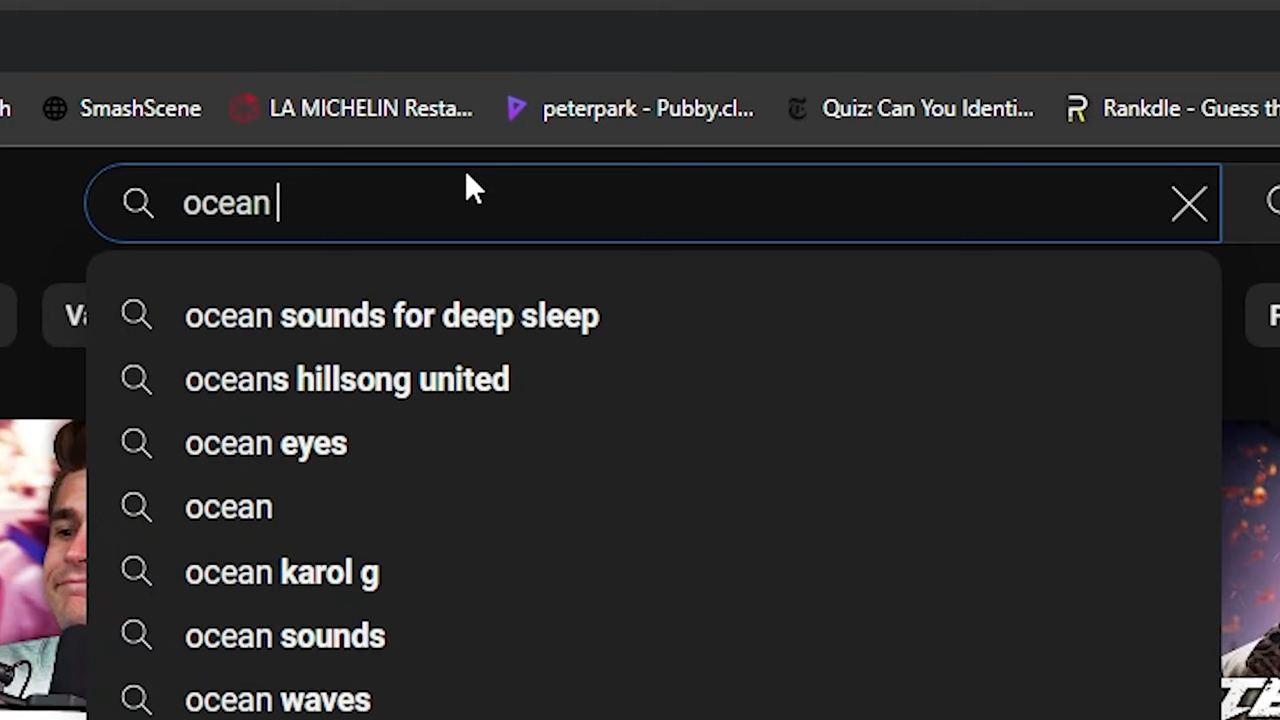 h SmashScene LA MICHELIN Resta... peterpark - Pubby.cl... Quiz: Can You Identi... Rankdle - Guess th
ocean
ocean sounds for deep sleep
oceans hillsong united
ocean eyes
ocean
ocean karol g
ocean sounds
ocean waves